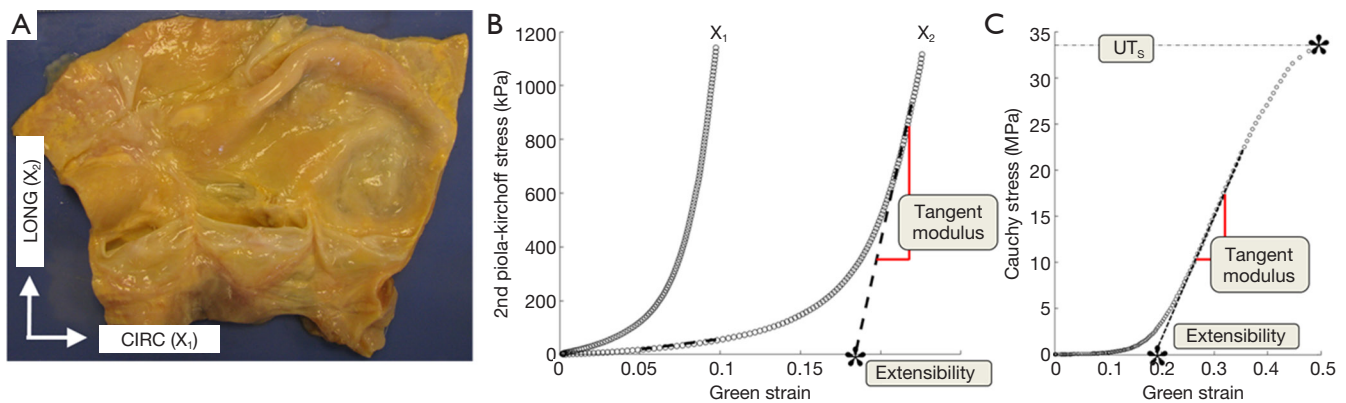 A
LONG (X₂)
CIRC (X₁)
B
X₁
X₂
1200
1000
800
600
400
200
0
2nd piola-kirchoff stress (kPa)
Tangent
modulus
Extensibility
0
0.05
0.1
0.15
Green strain
C
35
30
25
20
15
10
5
0
Cauchy stress (MPa)
UTₛ
Tangent
modulus
Extensibility
0
0.1
0.2
0.3
0.4
0.5
Green strain